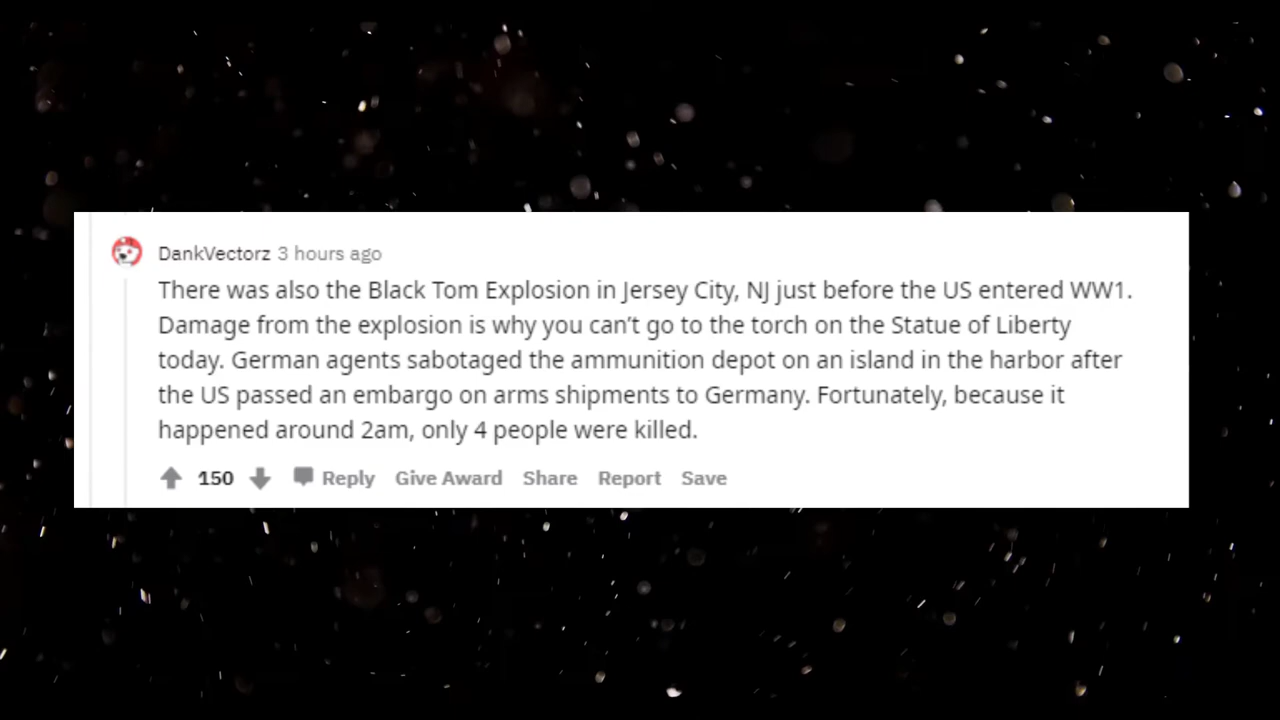 DankVectorz 3 hours ago
There was also the Black Tom Explosion in Jersey City, NJ just before the US entered WW1.
Damage from the explosion is why you can't go to the torch on the Statue of Liberty
today. German agents sabotaged the ammunition depot on an island in the harbor after
the US passed an embargo on arms shipments to Germany. Fortunately, because it
happened around 2am, only 4 people were killed.
150 Reply Give Award Share Report Save